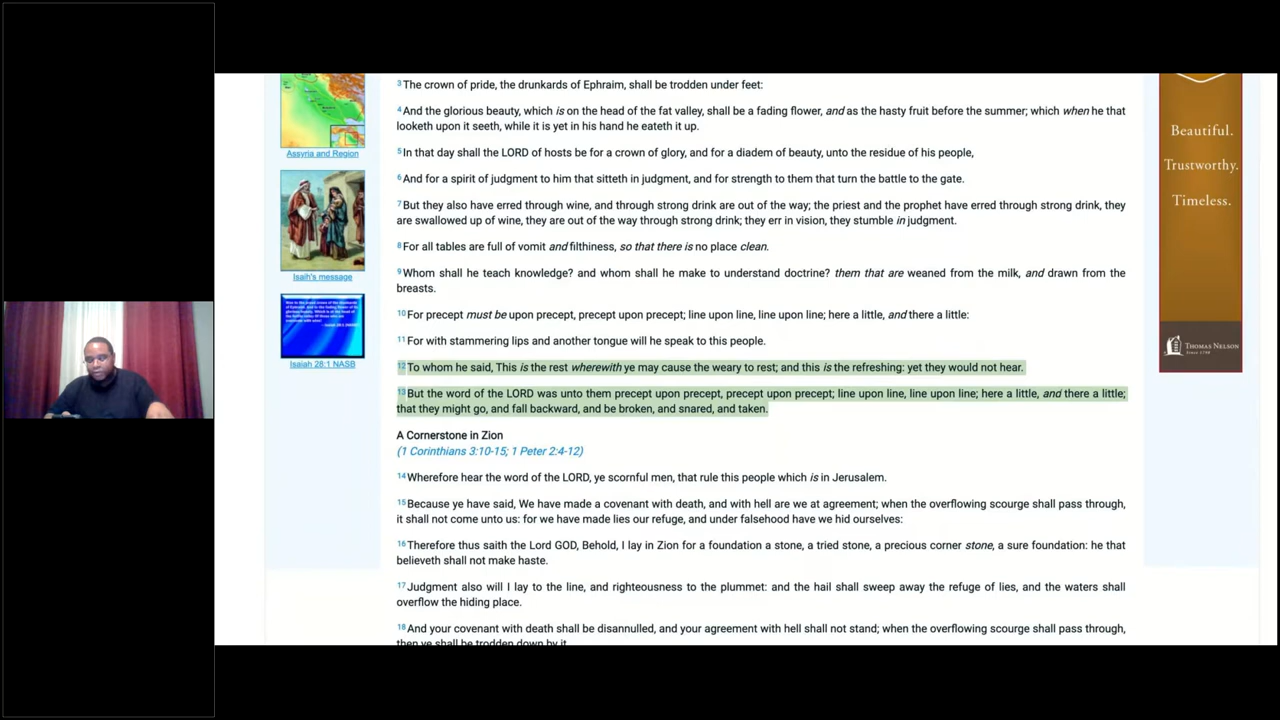 3The crown of pride, the drunkards of Ephraim, shall be trodden under feet:
4And the glorious beauty, which is on the head of the fat valley, shall be a fading flower, and as the hasty fruit before the summer; which when he that
looketh upon it seeth, while it is yet in his hand he eateth it up.
5In that day shall the LORD of hosts be for a crown of glory, and for a diadem of beauty, unto the residue of his people,
6And for a spirit of judgment to him that sitteth in judgment, and for strength to them that turn the battle to the gate.
7But they also have erred through wine, and through strong drink are out of the way; the priest and the prophet have erred through strong drink, they
are swallowed up of wine, they are out of the way through strong drink; they err in vision, they stumble in judgment.
8For all tables are full of vomit and filthiness, so that there is no place clean.
9Whom shall he teach knowledge? and whom shall he make to understand doctrine? them that are weaned from the milk, and drawn from the
breasts.
10For precept must be upon precept, precept upon precept; line upon line, line upon line; here a little, and there a little:
11For with stammering lips and another tongue will he speak to this people.
12To whom he said, This is the rest wherewith ye may cause the weary to rest; and this is the refreshing: yet they would not hear.
13But the word of the LORD was unto them precept upon precept, precept upon precept; line upon line, line upon line; here a little, and there a little;
that they might go, and fall backward, and be broken, and snared, and taken.
A Cornerstone in Zion
(1 Corinthians 3:10-15; 1 Peter 2:4-12)
14Wherefore hear the word of the LORD, ye scornful men, that rule this people which is in Jerusalem.
15Because ye have said, We have made a covenant with death, and with hell are we at agreement; when the overflowing scourge shall pass through,
it shall not come unto us: for we have made lies our refuge, and under falsehood have we hid ourselves:
16Therefore thus saith the Lord GOD, Behold, I lay in Zion for a foundation a stone, a tried stone, a precious corner stone, a sure foundation: he that
believeth shall not make haste.
17Judgment also will I lay to the line, and righteousness to the plummet: and the hail shall sweep away the refuge of lies, and the waters shall
overflow the hiding place.
18And your covenant with death shall be disannulled, and your agreement with hell shall not stand; when the overflowing scourge shall pass through,
then ye shall be trodden down by it.
Assyria and Region
Isaih's message
Isaiah 28:1 NASB
Beautiful.
Trustworthy.
Timeless.
THOMAS NELSON
Since 1798